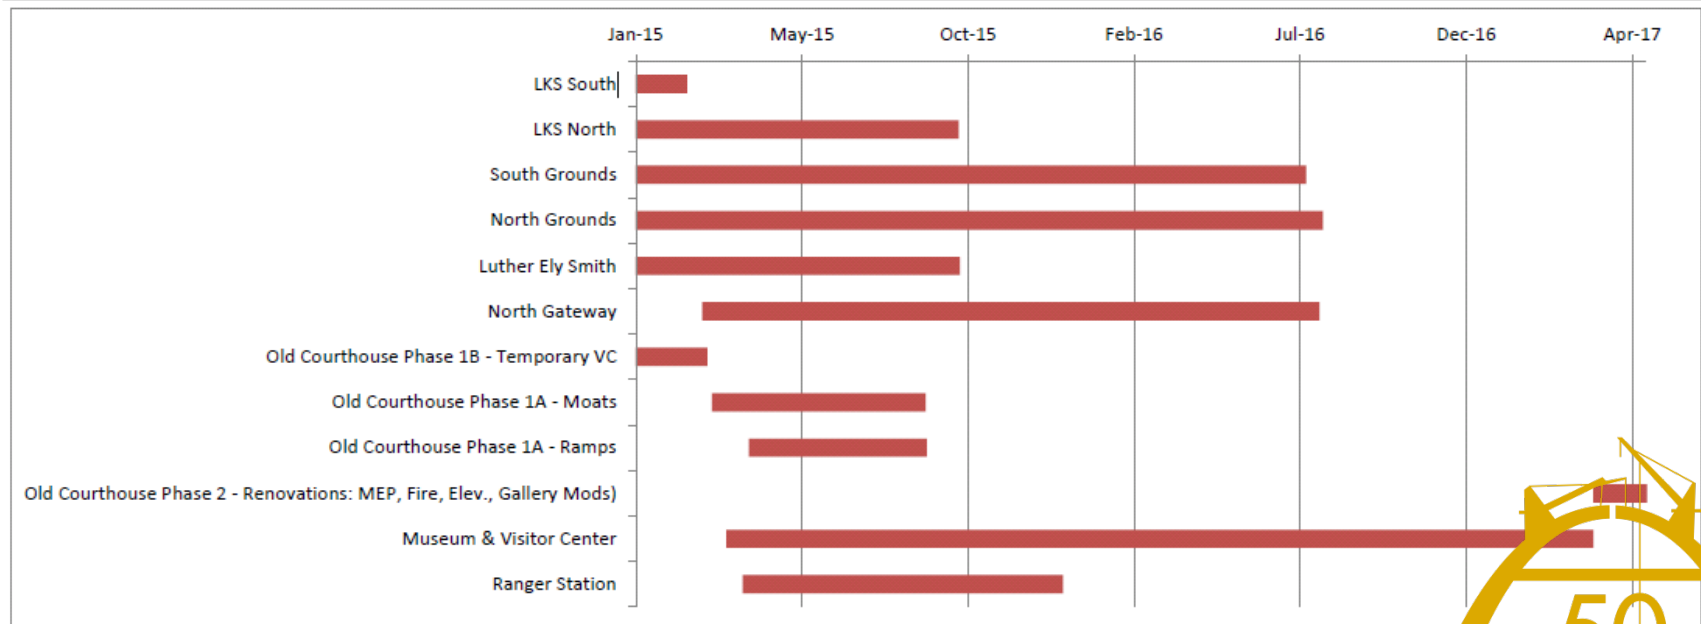 Jan-15 May-15 Oct-15 Feb-16 Jul-16 Dec-16 Apr-17
LKS South
LKS North
South Grounds
North Grounds
Luther Ely Smith
North Gateway
Old Courthouse Phase 1B - Temporary VC
Old Courthouse Phase 1A - Moats
Old Courthouse Phase 1A - Ramps
Old Courthouse Phase 2 - Renovations: MEP, Fire, Elev., Gallery Mods)
Museum & Visitor Center
Ranger Station
50